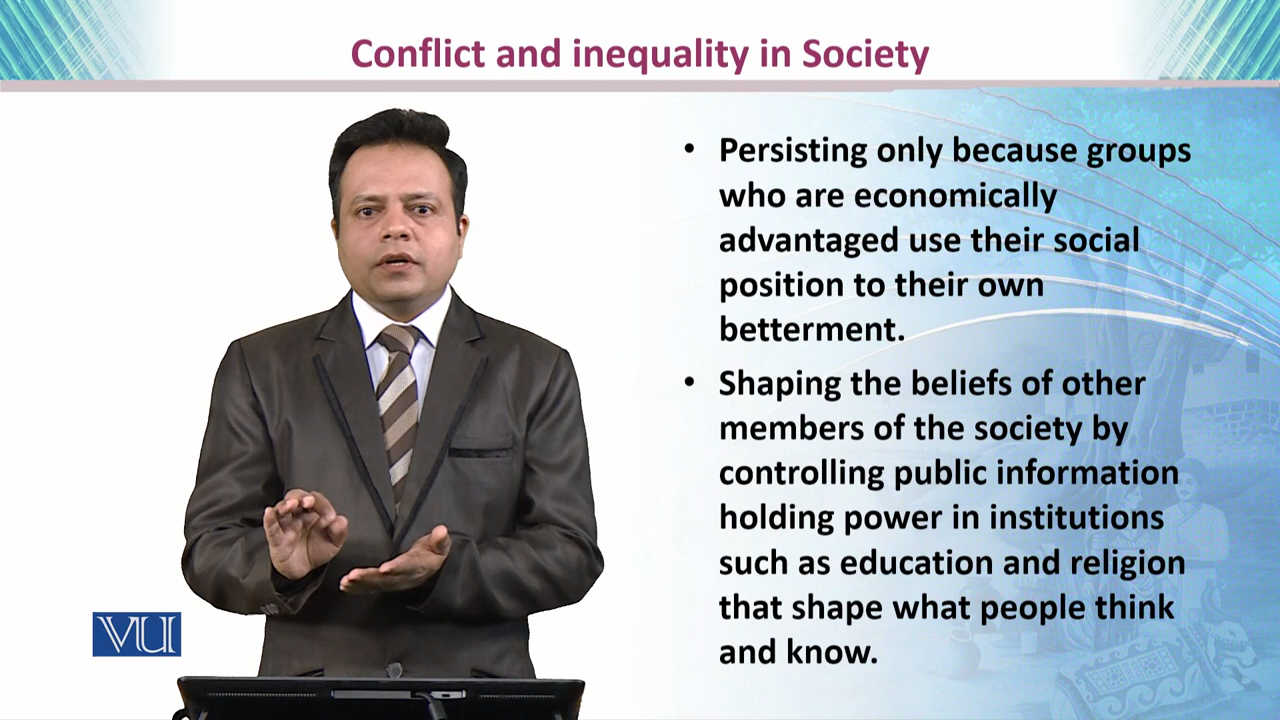 Conflict and inequality in Society
• Persisting only because groups
who are economically
advantaged use their social
position to their own
betterment.
• Shaping the beliefs of other
members of the society by
controlling public information
holding power in institutions
such as education and religion
that shape what people think
and know.
VU